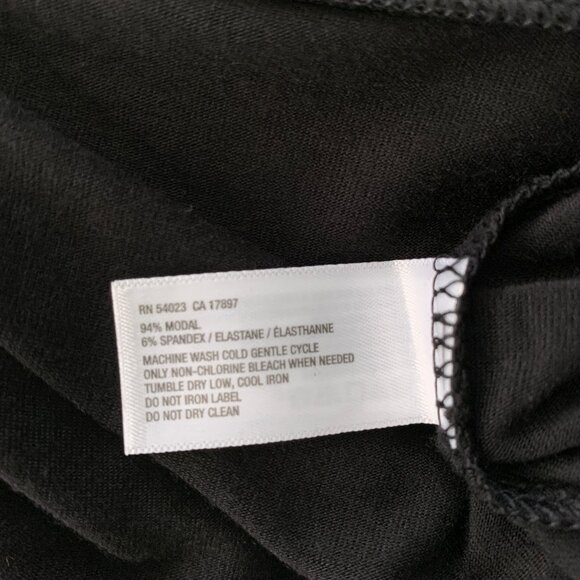 RN 54023 CA 17897
94% MODAL
6% SPANDEX / ELASTANE / ÉLASTHANNE
MACHINE WASH COLD GENTLE CYCLE
ONLY NON-CHLORINE BLEACH WHEN NEEDED
TUMBLE DRY LOW, COOL IRON
DO NOT IRON LABEL
DO NOT DRY CLEAN